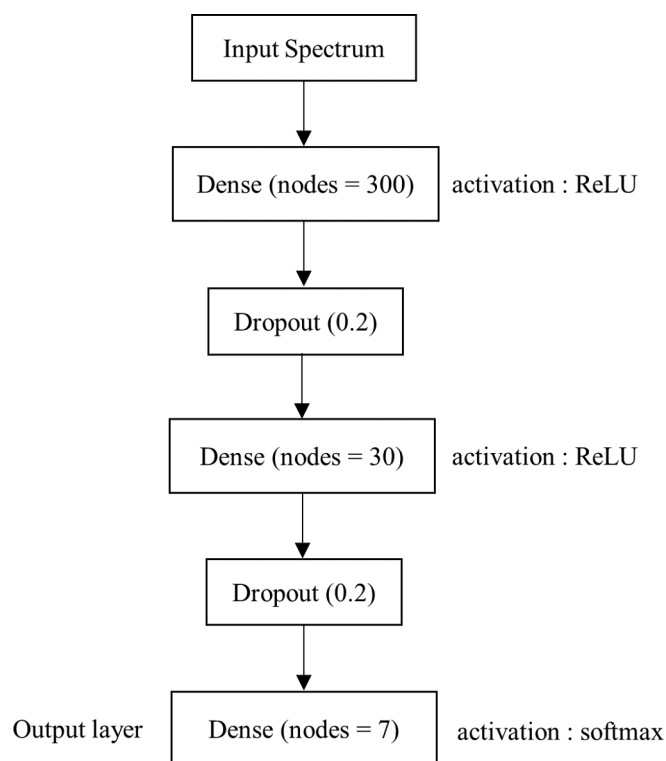 Input Spectrum
Dense (nodes = 300) activation : ReLU
Dropout (0.2)
Dense (nodes = 30) activation : ReLU
Dropout (0.2)
Output layer Dense (nodes = 7) activation : softmax